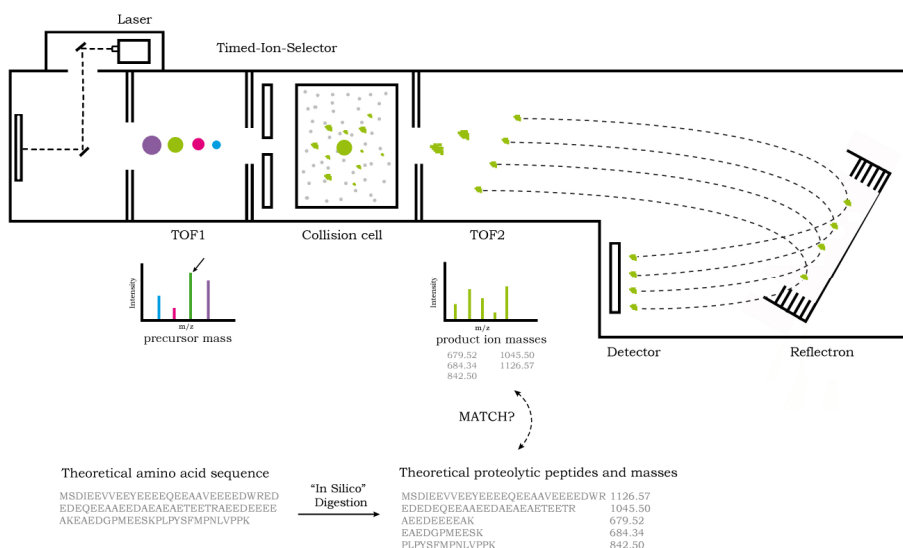 Laser
Timed-Ion-Selector
TOF1
Collision cell
TOF2
Intensity
m/z
precursor mass
Intensity
m/z
product ion masses
679.52 1045.50
684.34 1126.57
842.50
Detector
Reflectron
MATCH?
Theoretical amino acid sequence
MSDIEEVVEEYEEEEQEEAAVEEEEDWRED
EDEQEEAAEEDAEAEAETEETRAEEDEEEE
AKEAEDGPMEESKPLPYSFMPNLVPPK
“In Silico”
Digestion
Theoretical proteolytic peptides and masses
MSDIEEVVEEYEEEEQEEAAVEEEEDWR 1126.57
EDEDEQEEAAEEDAEAEAETEETR 1045.50
AEEDEEEEAK 679.52
EAEDGPMEESK 684.34
PLPYSFMPNLVPPK 842.50